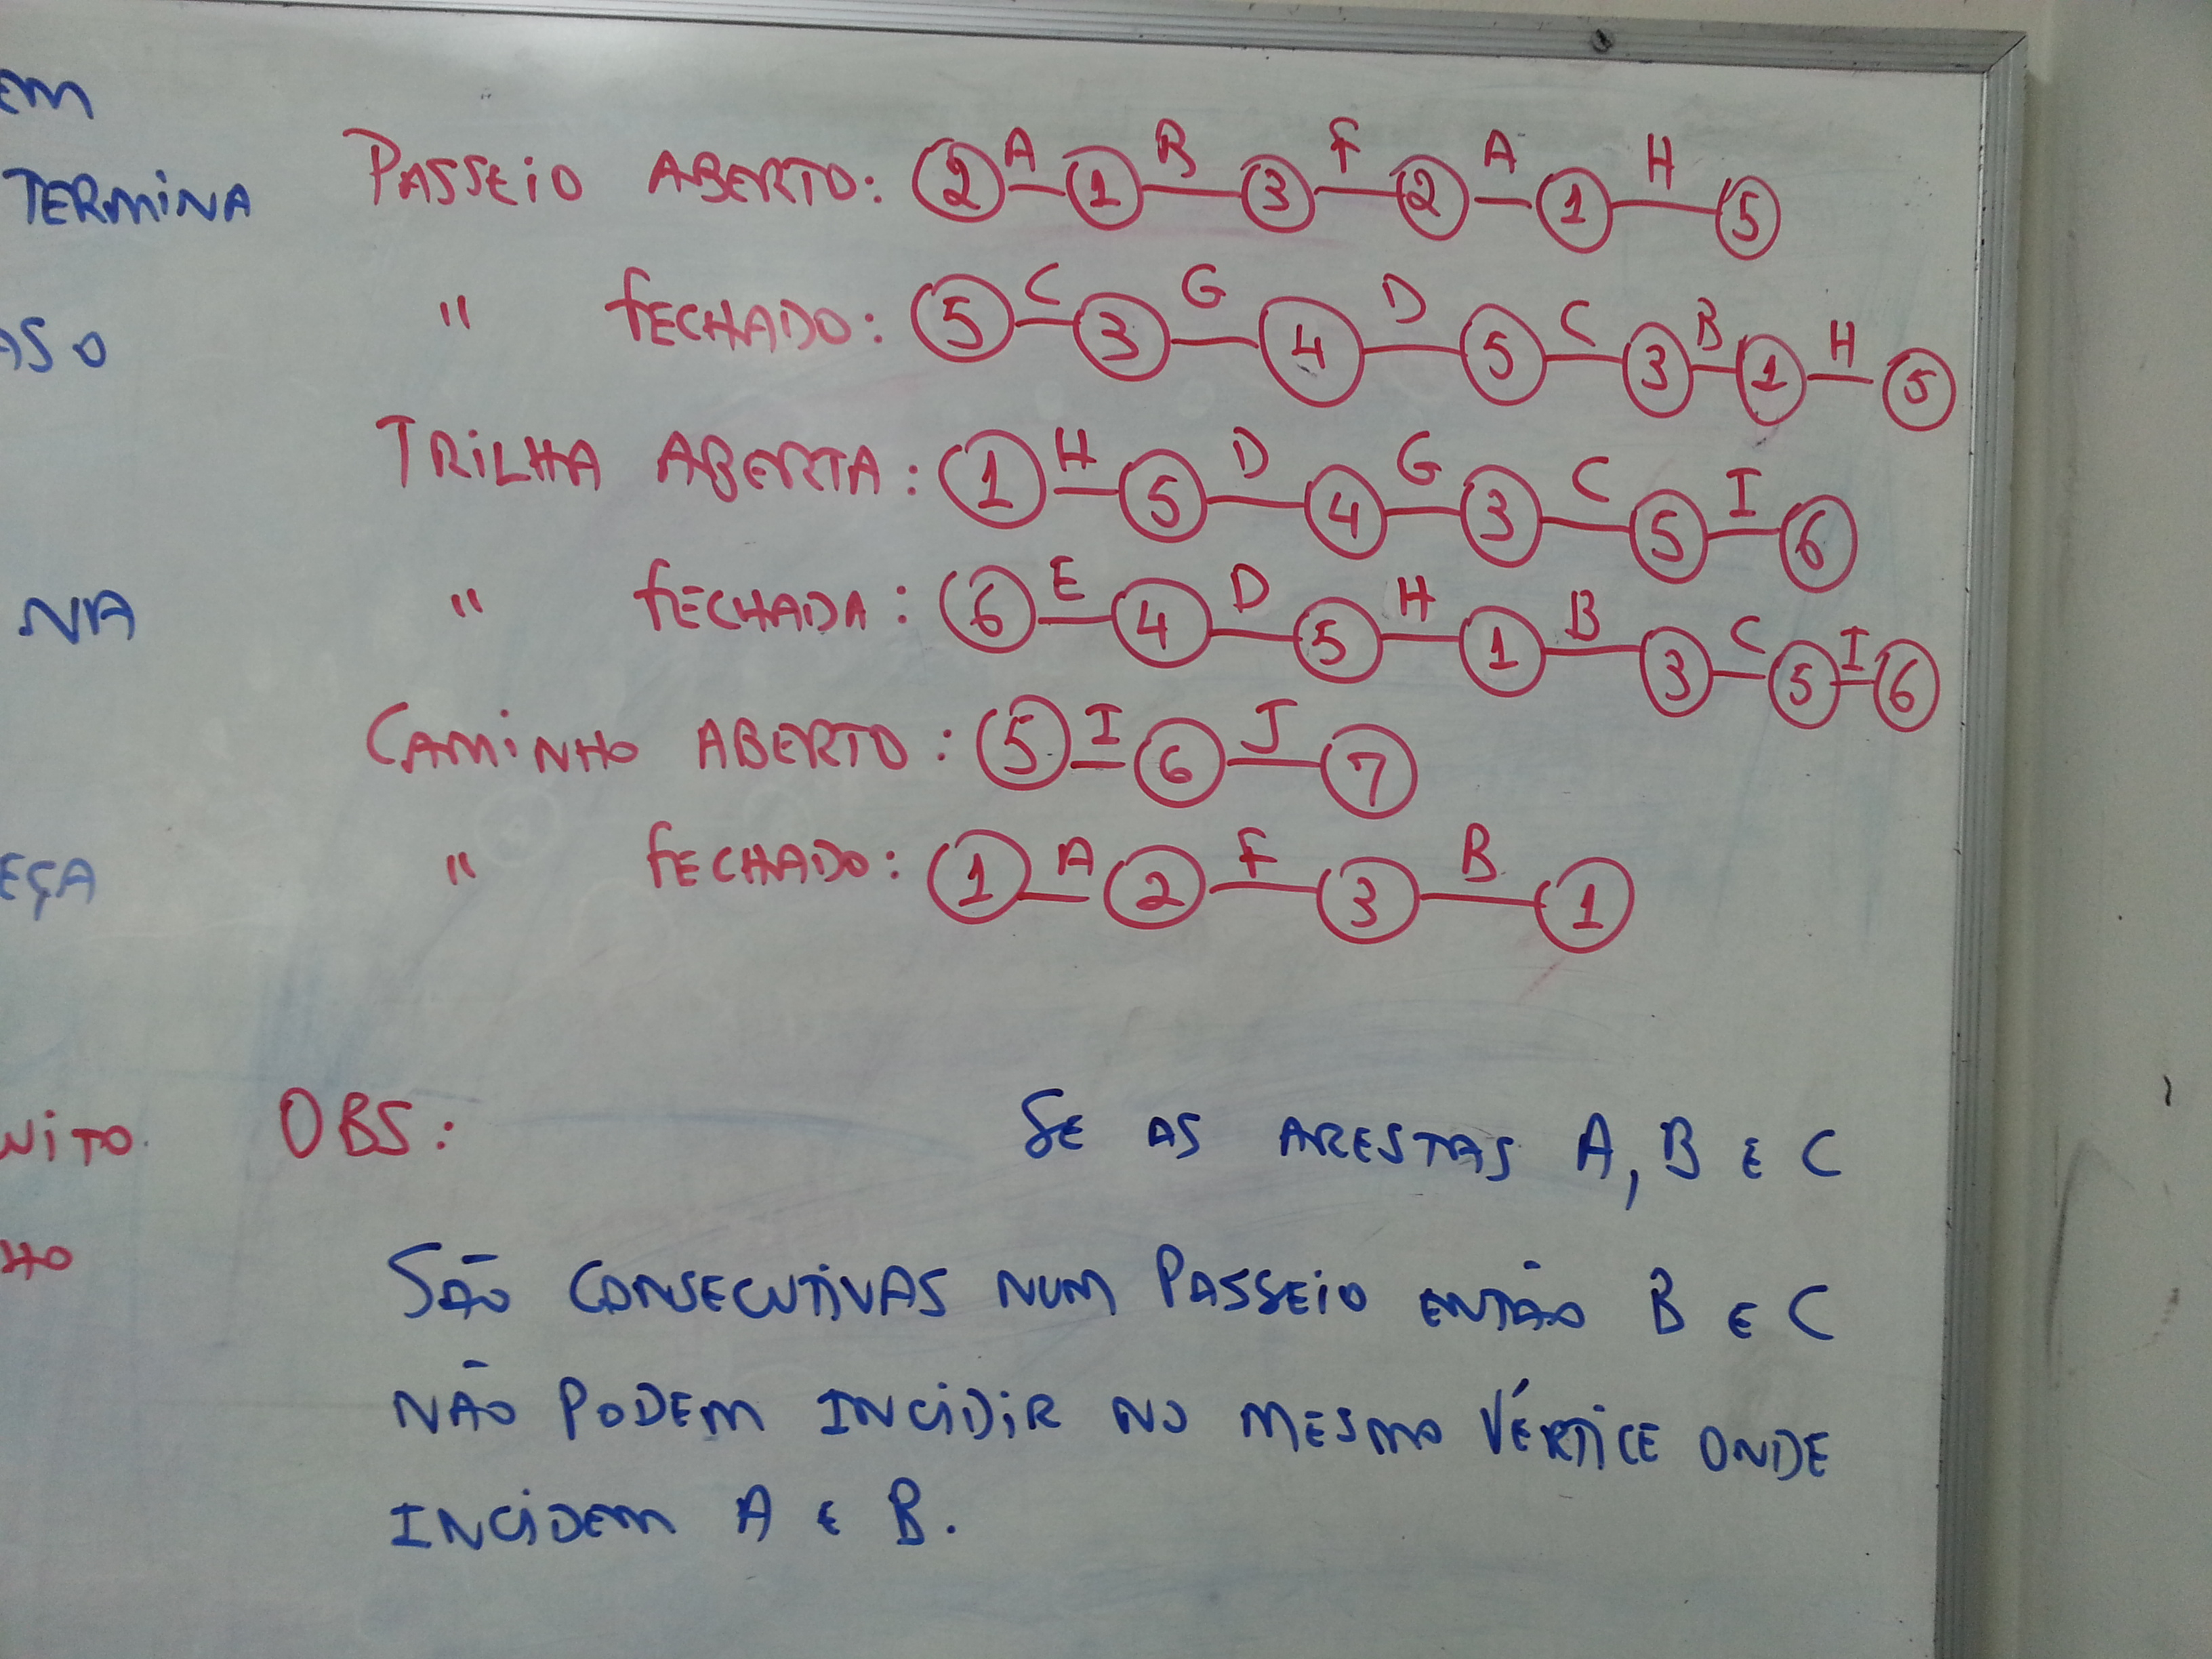 EM
TERMINA PASSEIO ABERTO: 2 A 1 B 3 F 2 A 1 H 5
ASO " FECHADO: 5 C 3 G 4 D 5 C 3 B 1 H 5
TRILHA ABERTA: 1 H 5 D 4 G 3 C 5 I 6
NA " FECHADA: 6 E 4 D 5 H 1 B 3 C 5 I 6
CAMINHO ABERTO: 5 I 6 J 7
EÇA " FECHADO: 1 A 2 F 3 B 1
NITO. OBS: SE AS ARESTAS A, B E C
HO SÃO CONSECUTIVAS NUM PASSEIO ENTÃO B E C
NÃO PODEM INCIDIR NO MESMO VÉRTICE ONDE
INCIDEM A E B.